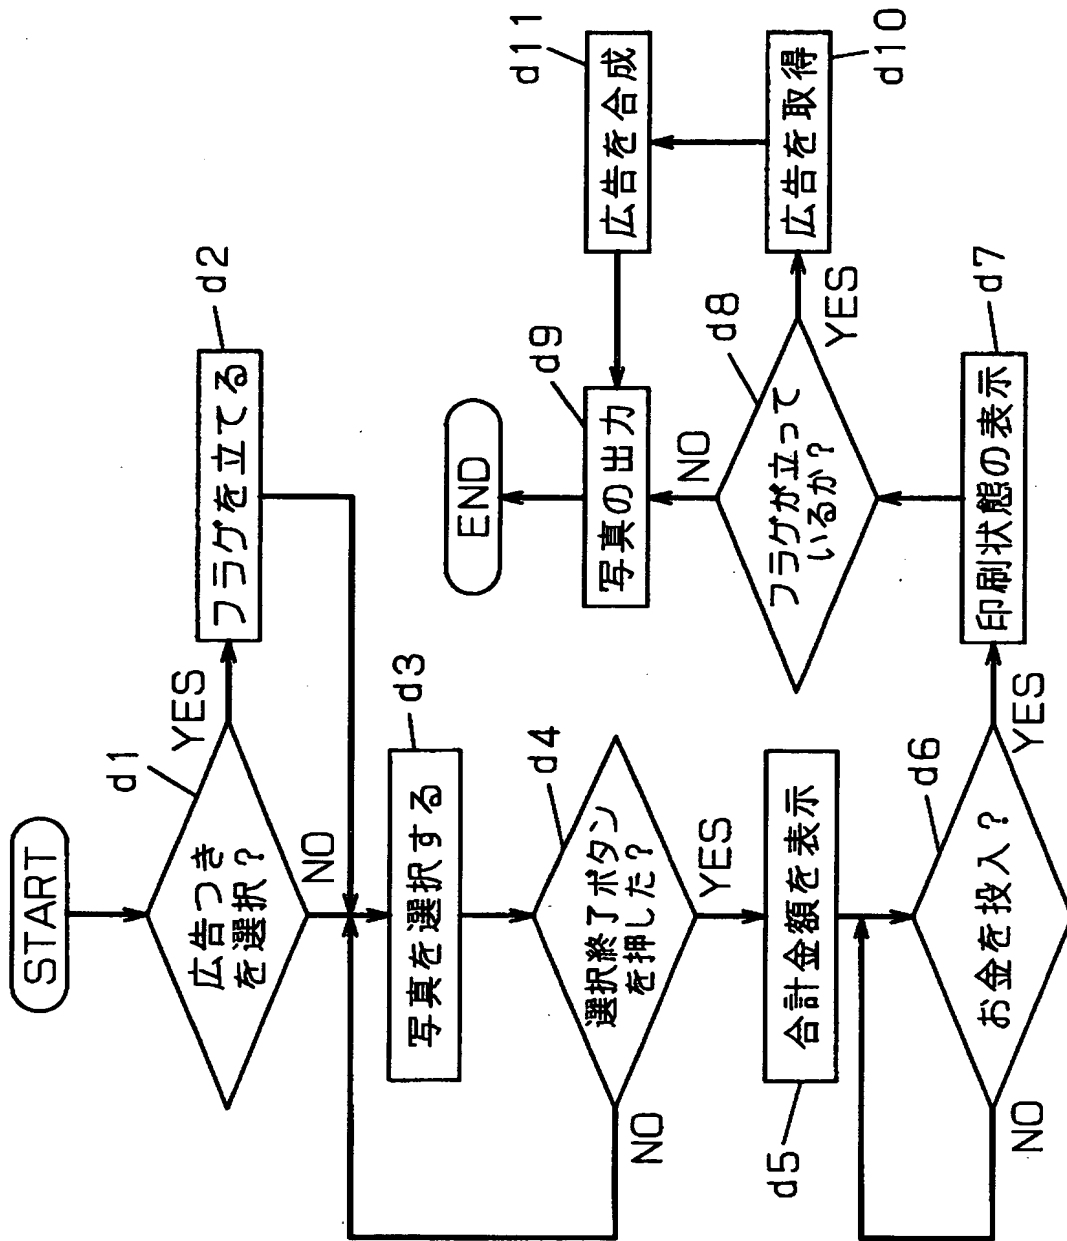 START
d1
広告つき
を選択？
YES
NO
d2
フラグを立てる
d3
写真を選択する
d4
選択終了ボタン
を押した？
NO
YES
d5
合計金額を表示
d6
お金を投入？
NO
YES
d7
印刷状態の表示
d8
フラグが立って
いるか？
NO
YES
d9
写真の出力
END
d10
広告を取得
d11
広告を合成